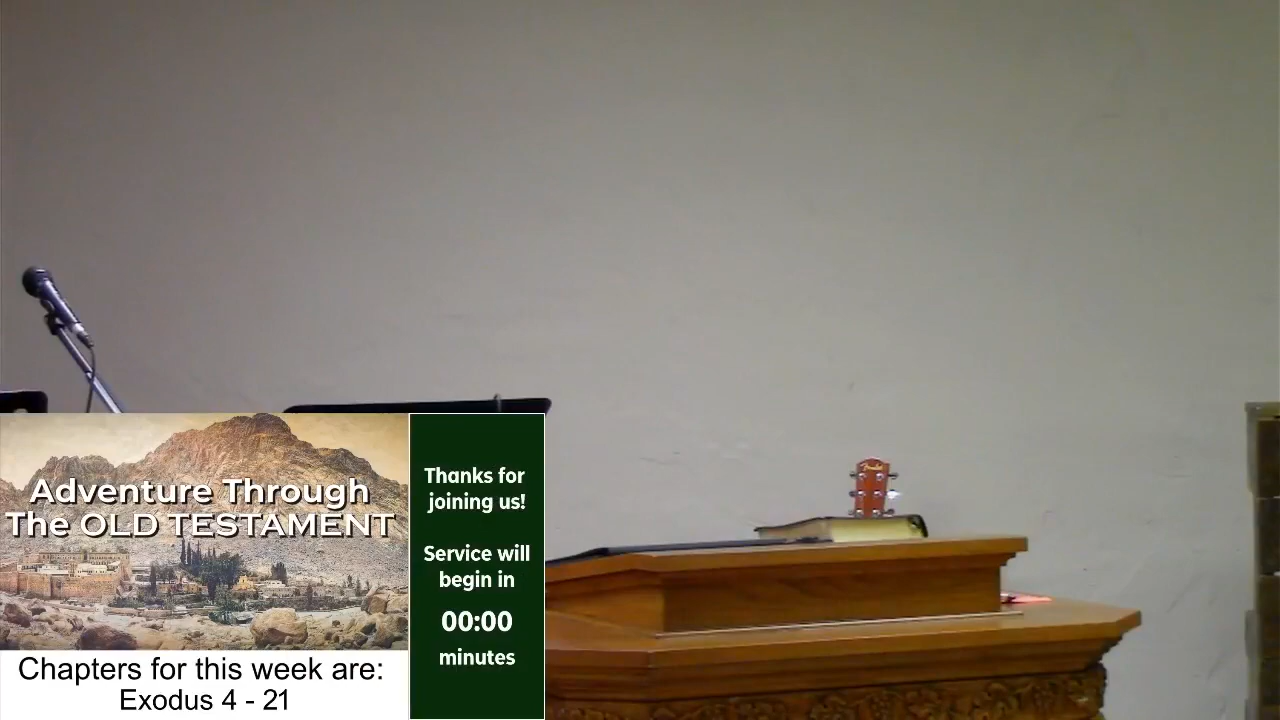 Adventure Through
The OLD TESTAMENT
Chapters for this week are:
Exodus 4 - 21
Thanks for
joining us!
Service will
begin in
00:00
minutes
Fender